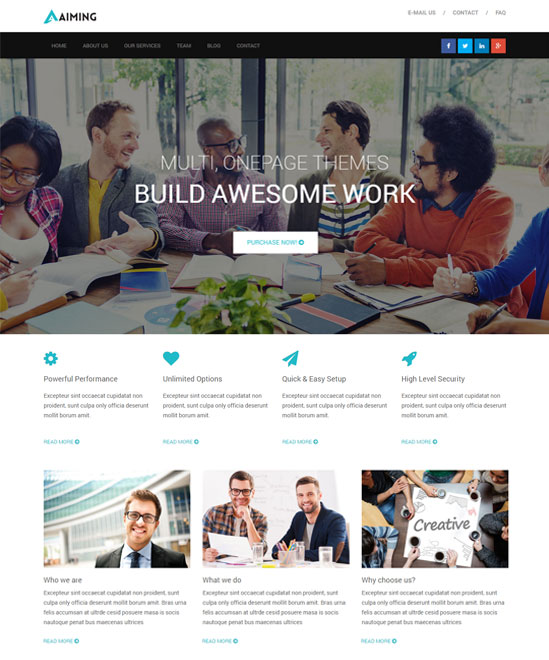 AIMING
E-MAIL US / CONTACT / FAQ
HOME ABOUT US OUR SERVICES TEAM BLOG CONTACT
MULTI, ONEPAGE THEMES
BUILD AWESOME WORK
PURCHASE NOW!
Powerful Performance
Excepteur sint occaecat cupidatat non
proident, sunt culpa only officia deserunt
mollit borum amit.
READ MORE
Unlimited Options
Excepteur sint occaecat cupidatat non
proident, sunt culpa only officia deserunt
mollit borum amit.
READ MORE
Quick & Easy Setup
Excepteur sint occaecat cupidatat non
proident, sunt culpa only officia deserunt
mollit borum amit.
READ MORE
High Level Security
Excepteur sint occaecat cupidatat non
proident, sunt culpa only officia deserunt
mollit borum amit.
READ MORE
Who we are
Excepteur sint occaecat cupidatat non proident, sunt
culpa only officia deserunt mollit borum amit. Bras urna
felis accumsan at ultrde cesid posuere masa is socis
nautoque penat bus maecenas ultrices
READ MORE
What we do
Excepteur sint occaecat cupidatat non proident, sunt
culpa only officia deserunt mollit borum amit. Bras urna
felis accumsan at ultrde cesid posuere masa is socis
nautoque penat bus maecenas ultrices
READ MORE
Creative
Why choose us?
Excepteur sint occaecat cupidatat non proident, sunt
culpa only officia deserunt mollit borum amit. Bras urna
felis accumsan at ultrde cesid posuere masa is socis
nautoque penat bus maecenas ultrices
READ MORE